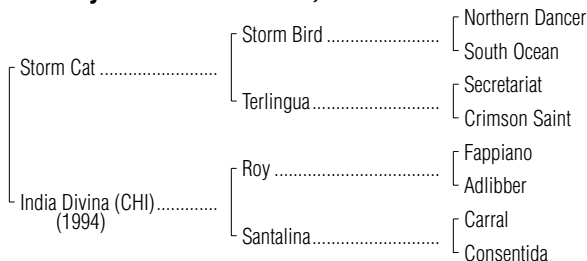 Northern Dancer
Storm Bird ........................................
South Ocean
Storm Cat ...........................
Secretariat
Terlingua ...........................................
Crimson Saint
Fappiano
Roy .....................................................
Adlibber
India Divina (CHI) ..............
(1994)
Carral
Santalina ...........................................
Consentida